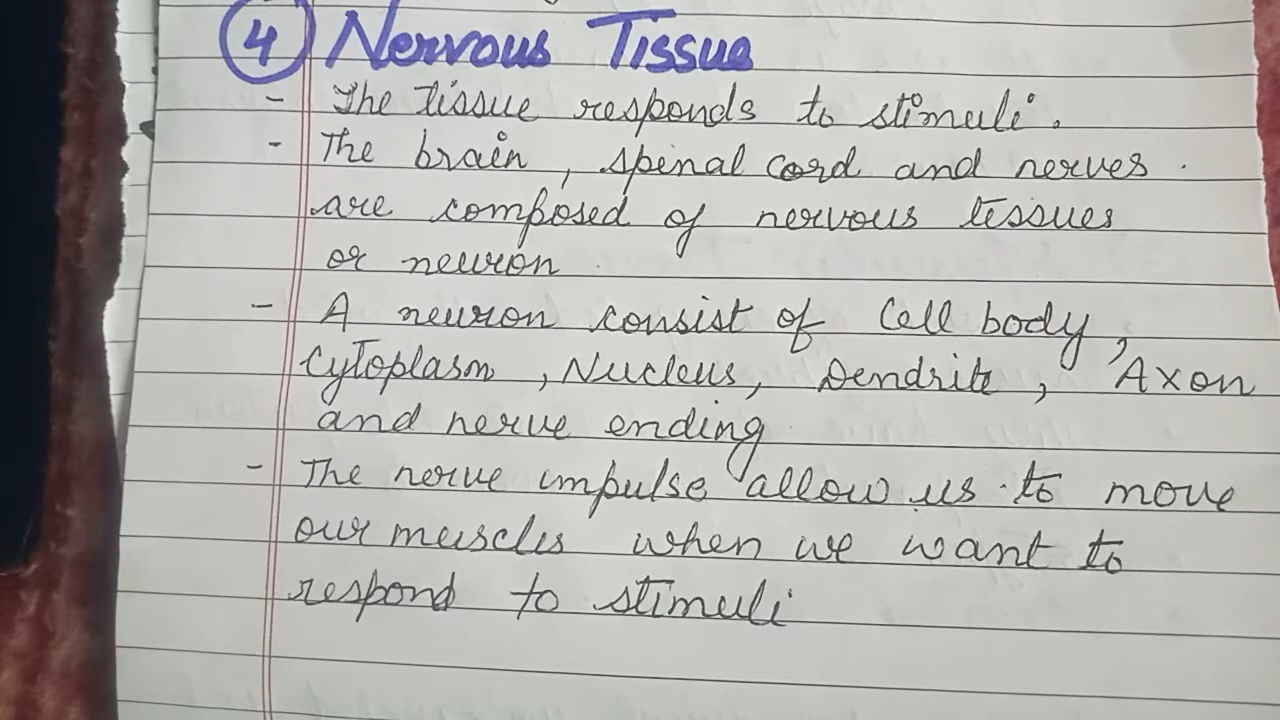 4 Nervous Tissue
- The tissue responds to stimuli.
- The brain, spinal cord and nerves.
are composed of nervous tissues
or neuron
- A neuron consist of Cell body,
Cytoplasm, Nucleus, Dendrite, Axon
and nerve ending
- The nerve impulse allow us to move
our muscles when we want to
respond to stimuli